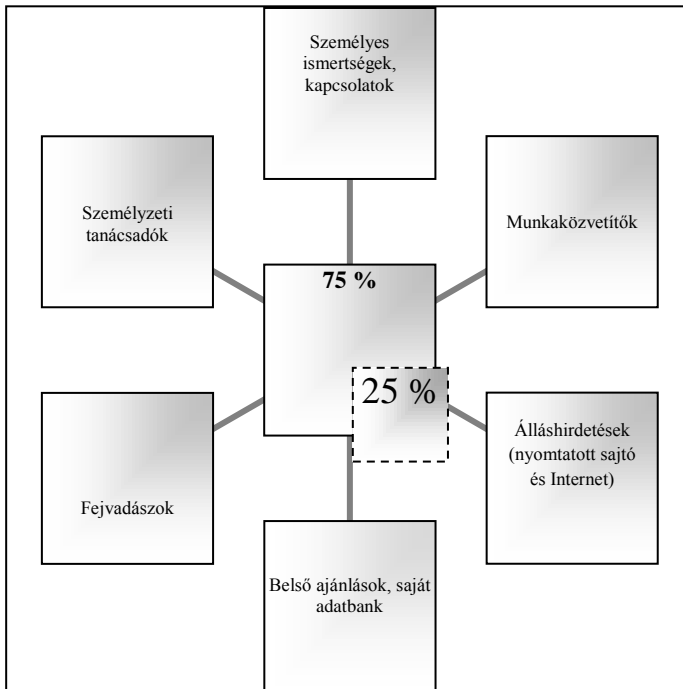 Személyes
ismertségek,
kapcsolatok
Személyzeti
tanácsadók
Munkaközvetítők
75 %
25 %
Álláshirdetések
(nyomtatott sajtó
és Internet)
Fejvadászok
Belső ajánlások, saját
adatbank